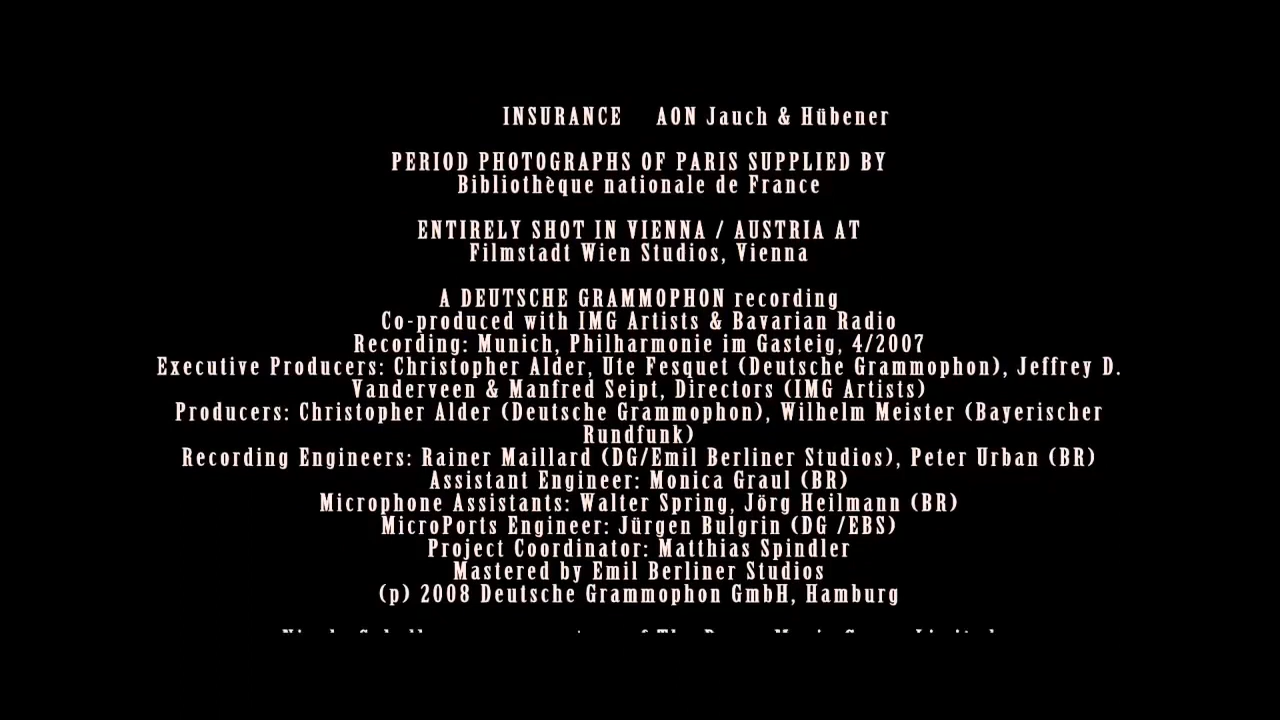 INSURANCE AON Jauch & Hübener
PERIOD PHOTOGRAPHS OF PARIS SUPPLIED BY
Bibliothèque nationale de France
ENTIRELY SHOT IN VIENNA / AUSTRIA AT
Filmstadt Wien Studios, Vienna
A DEUTSCHE GRAMMOPHON recording
Co-produced with IMG Artists & Bavarian Radio
Recording: Munich, Philharmonie im Gasteig, 4/2007
Executive Producers: Christopher Alder, Ute Fesquet (Deutsche Grammophon), Jeffrey D.
Vanderveen & Manfred Seipt, Directors (IMG Artists)
Producers: Christopher Alder (Deutsche Grammophon), Wilhelm Meister (Bayerischer
Rundfunk)
Recording Engineers: Rainer Maillard (DG/Emil Berliner Studios), Peter Urban (BR)
Assistant Engineer: Monica Graul (BR)
Microphone Assistants: Walter Spring, Jörg Heilmann (BR)
MicroPorts Engineer: Jürgen Bulgrin (DG /EBS)
Project Coordinator: Matthias Spindler
Mastered by Emil Berliner Studios
(p) 2008 Deutsche Grammophon GmbH, Hamburg